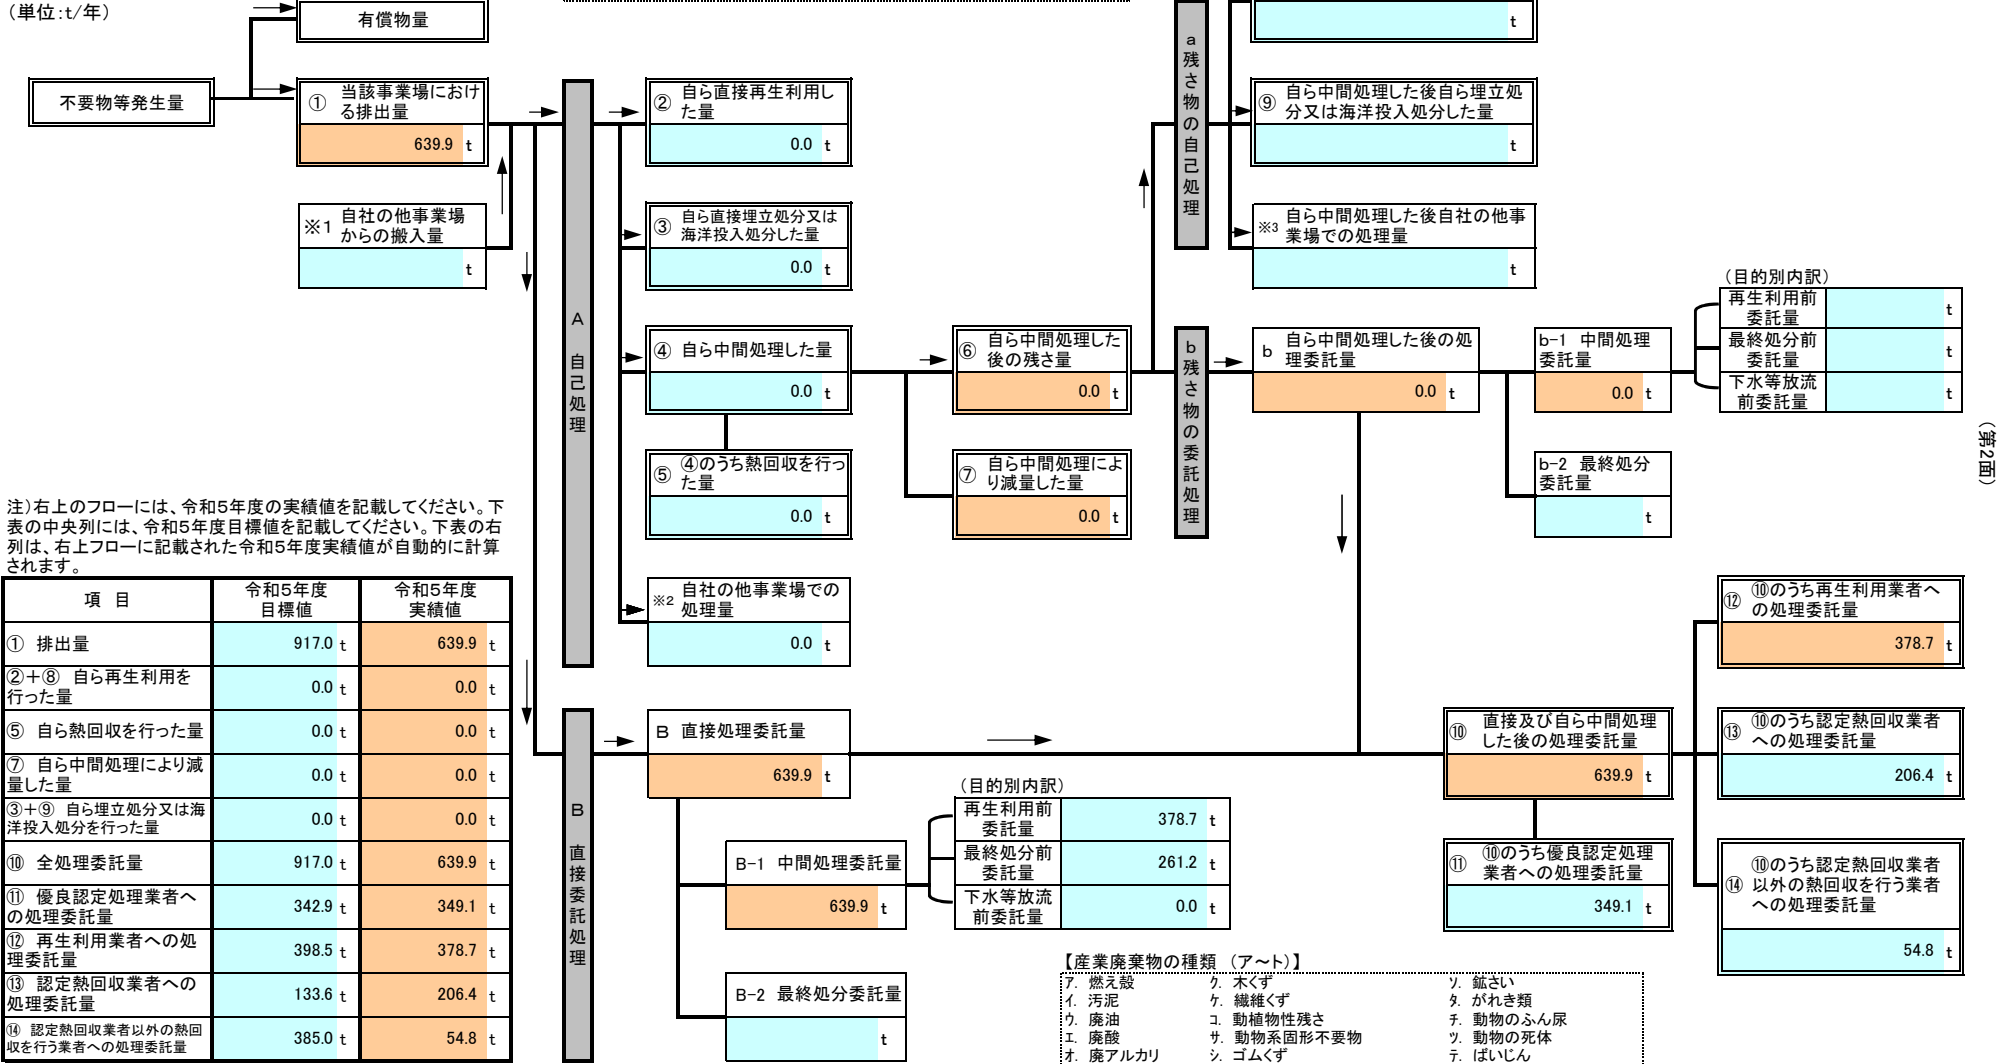 （単位：t/年）
有償物量
不要物等発生量
① 当該事業場におけ
る排出量
639.9 t
※1 自社の他事業場
からの搬入量
t
A 自己処理
② 自ら直接再生利用し
た量
0.0 t
③ 自ら直接埋立処分又は
海洋投入処分した量
0.0 t
④ 自ら中間処理した量
0.0 t
⑤ ④のうち熱回収を行っ
た量
0.0 t
※2 自社の他事業場での
処理量
0.0 t
⑥ 自ら中間処理した
後の残さ量
0.0 t
⑦ 自ら中間処理によ
り減量した量
0.0 t
a 残さ物の自己処理
t
⑨ 自ら中間処理した後自ら埋立処
分又は海洋投入処分した量
t
※3 自ら中間処理した後自社の他事
業場での処理量
t
b 残さ物の委託処理
b 自ら中間処理した後の処
理委託量
0.0 t
b-1 中間処理
委託量
0.0 t
b-2 最終処分
委託量
t
（目的別内訳）
再生利用前
委託量
t
最終処分前
委託量
t
下水等放流
前委託量
t
（第2面）
注）右上のフローには、令和5年度の実績値を記載してください。下
表の中央列には、令和5年度目標値を記載してください。下表の右
列は、右上フローに記載された令和5年度実績値が自動的に計算
されます。
項 目 令和5年度 令和5年度
目標値 実績値
① 排出量 917.0 t 639.9 t
②＋⑧ 自ら再生利用を
行った量 0.0 t 0.0 t
⑤ 自ら熱回収を行った量 0.0 t 0.0 t
⑦ 自ら中間処理により減
量した量 0.0 t 0.0 t
③＋⑨ 自ら埋立処分又は海
洋投入処分を行った量 0.0 t 0.0 t
⑩ 全処理委託量 917.0 t 639.9 t
⑪ 優良認定処理業者へ
の処理委託量 342.9 t 349.1 t
⑫ 再生利用業者への処
理委託量 398.5 t 378.7 t
⑬ 認定熱回収業者への
処理委託量 133.6 t 206.4 t
⑭ 認定熱回収業者以外の熱回
収を行う業者への処理委託量 385.0 t 54.8 t
B 直接委託処理
B 直接処理委託量
639.9 t
B-1 中間処理委託量
639.9 t
B-2 最終処分委託量
t
（目的別内訳）
再生利用前
委託量
378.7 t
最終処分前
委託量
261.2 t
下水等放流
前委託量
0.0 t
⑩ 直接及び自ら中間処理
した後の処理委託量
639.9 t
⑪ ⑩のうち優良認定処理
業者への処理委託量
349.1 t
⑫ ⑩のうち再生利用業者へ
の処理委託量
378.7 t
⑬ ⑩のうち認定熱回収業者
への処理委託量
206.4 t
⑭ ⑩のうち認定熱回収業者
以外の熱回収を行う業者
への処理委託量
54.8 t
【産業廃棄物の種類 （ア～ト）】
ア. 燃え殻 ク. 木くず ソ. 鉱さい
イ. 汚泥 ケ. 繊維くず タ. がれき類
ウ. 廃油 コ. 動植物性残さ チ. 動物のふん尿
エ. 廃酸 サ. 動物系固形不要物 ツ. 動物の死体
オ. 廃アルカリ シ. ゴムくず テ. ばいじん